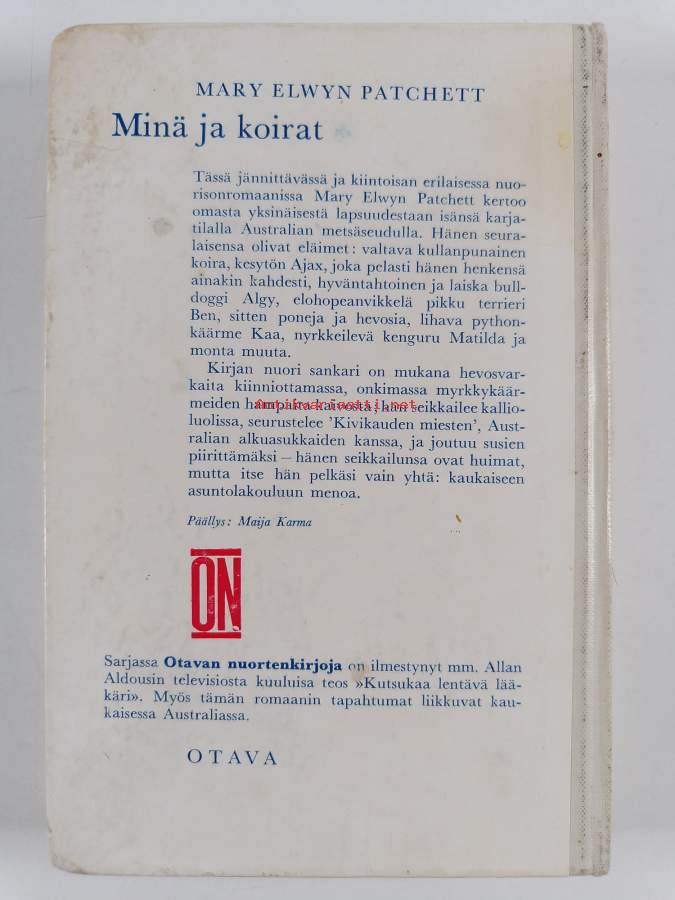 MARY ELWYN PATCHETT
Minä ja koirat
Tässä jännittävässä ja kiintoisan erilaisessa nuo-
risonromaanissa Mary Elwyn Patchett kertoo
omasta yksinäisestä lapsuudestaan isänsä karja-
tilalla Australian metsäseudulla. Hänen seura-
laisensa olivat eläimet: valtava kullanpunainen
koira, kesytön Ajax, joka pelasti hänen henkensä
ainakin kahdesti, hyväntahtoinen ja laiska bull-
doggi Algy, elohopeanvikkelä pikku terrieri
Ben, sitten poneja ja hevosia, lihava python-
käärme Kaa, nyrkkeilevä kenguru Matilda ja
monta muuta.
Kirjan nuori sankari on mukana hevosvar-
kaita kiinniottamassa, onkimassa myrkkykäär-
meiden hampaita kaivosta; hän seikkailee kallio-
Antikvariaatti.net
luolissa, seurustelee 'Kivikauden miesten', Aust-
ralian alkuasukkaiden kanssa, ja joutuu susien
piirittämäksi – hänen seikkailunsa ovat huimat,
mutta itse hän pelkäsi vain yhtä: kaukaiseen
asuntolakouluun menoa.
Päällys: Maija Karma
ON
Sarjassa Otavan nuortenkirjoja on ilmestynyt mm. Allan
Aldousin televisiosta kuuluisa teos »Kutsukaa lentävä lää-
käri». Myös tämän romaanin tapahtumat liikkuvat kau-
kaisessa Australiassa.
OTAVA